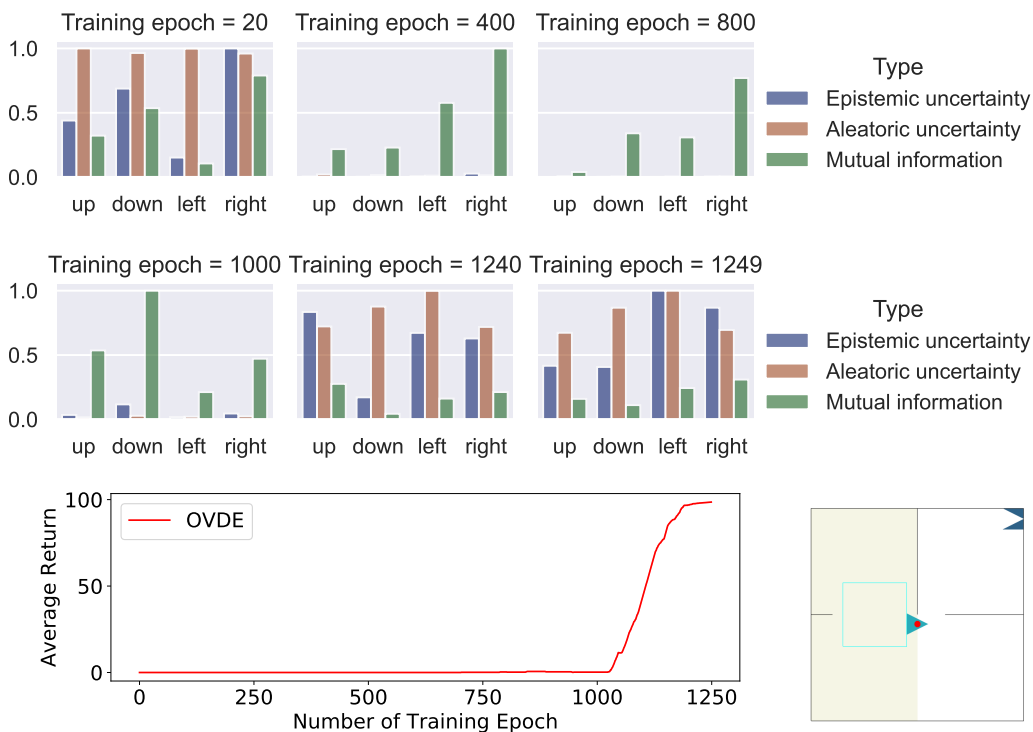 Training epoch = 20 Training epoch = 400 Training epoch = 800
1.0
0.5
0.0
up down left right up down left right up down left right
Type
Epistemic uncertainty
Aleatoric uncertainty
Mutual information
Training epoch = 1000 Training epoch = 1240 Training epoch = 1249
1.0
0.5
0.0
up down left right up down left right up down left right
Type
Epistemic uncertainty
Aleatoric uncertainty
Mutual information
Average Return
100
50
0
OVDE
0 250 500 750 1000 1250
Number of Training Epoch